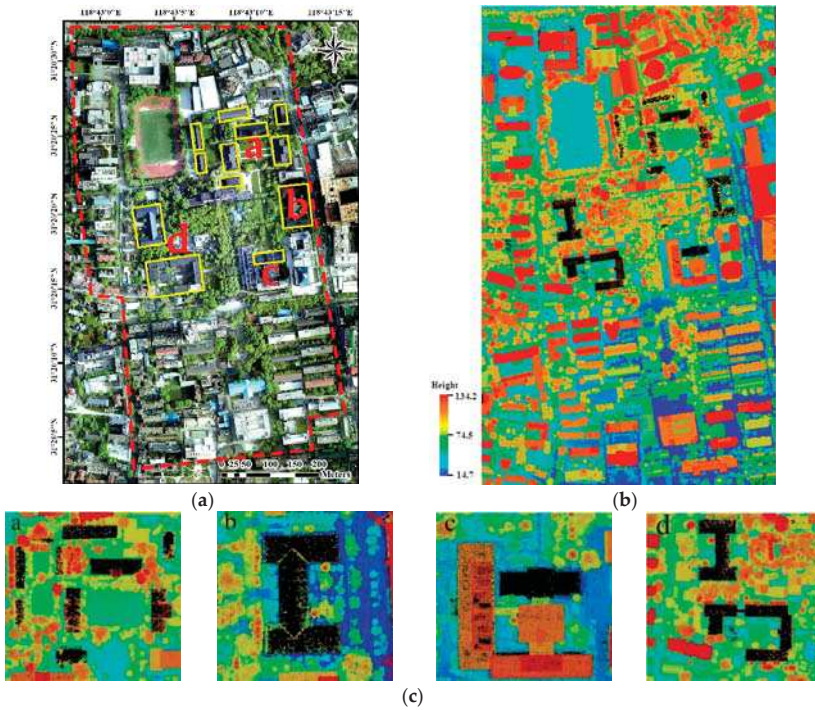 118°43'0"E 118°43'5"E 118°43'10"E 118°43'15"E
a
b
c
d
0 25 50 100 150 200
Meters
(a)
Height
134.2
74.5
14.7
(b)
a b c d
(c)